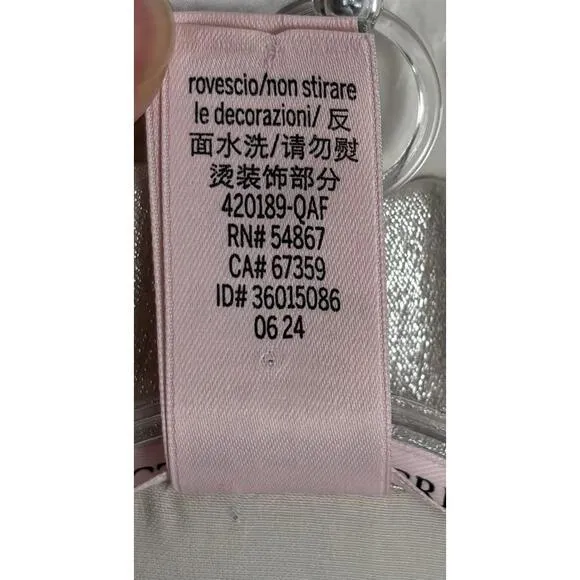 rovescio/non stirare
le decorazioni/ 反
面水洗/请勿熨
烫装饰部分
420189-QAF
RN# 54867
CA# 67359
ID# 36015086
06 24